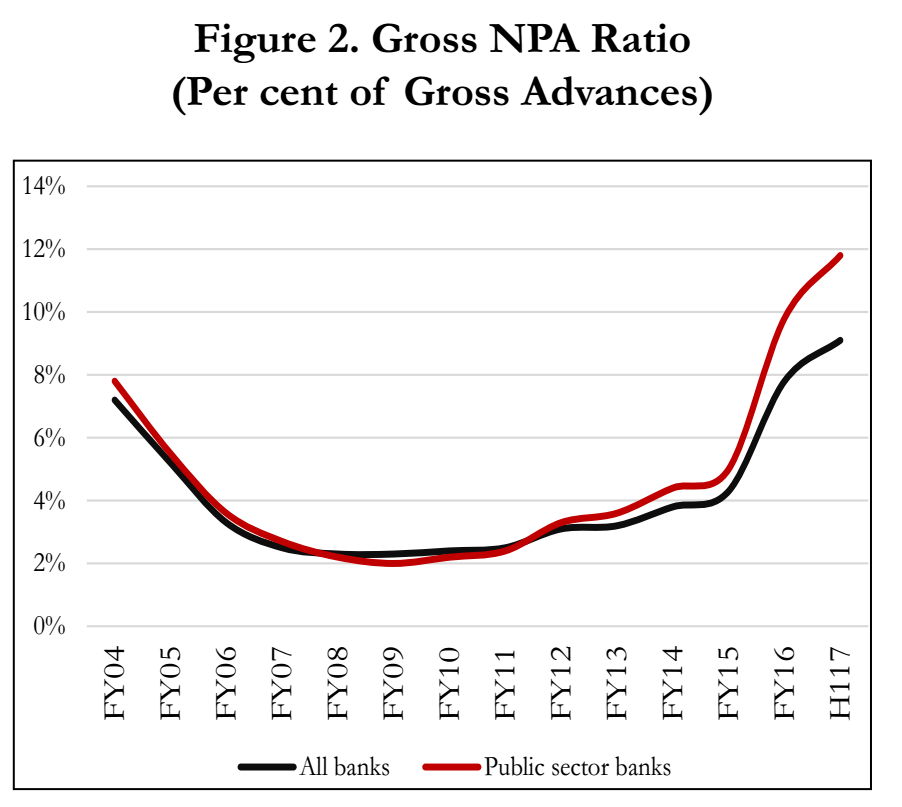 Figure 2. Gross NPA Ratio
(Per cent of Gross Advances)
14%
12%
10%
8%
6%
4%
2%
0%
FY04
FY05
FY06
FY07
FY08
FY09
FY10
FY11
FY12
FY13
FY14
FY15
FY16
H117
All banks
Public sector banks